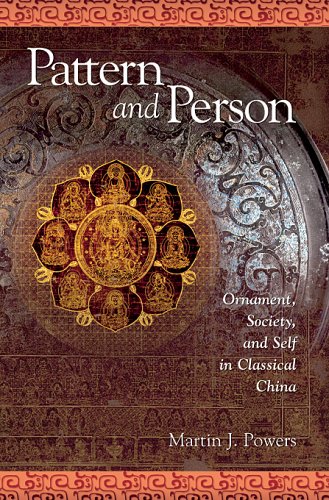 Pattern
and Person
Ornament,
Society,
and Self
in Classical
China
Martin J. Powers